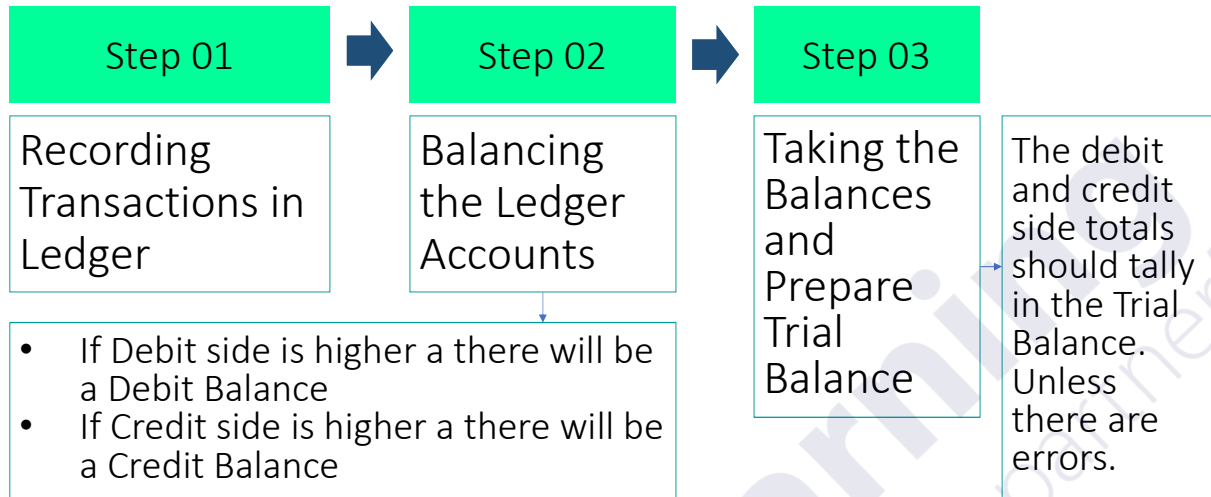 Step 01
Step 02
Step 03
Recording
Transactions in
Ledger
Balancing
the Ledger
Accounts
Taking the
Balances
and
Prepare
Trial
Balance
The debit
and credit
side totals
should tally
in the Trial
Balance.
Unless
there are
errors.
• If Debit side is higher a there will be
a Debit Balance
• If Credit side is higher a there will be
a Credit Balance